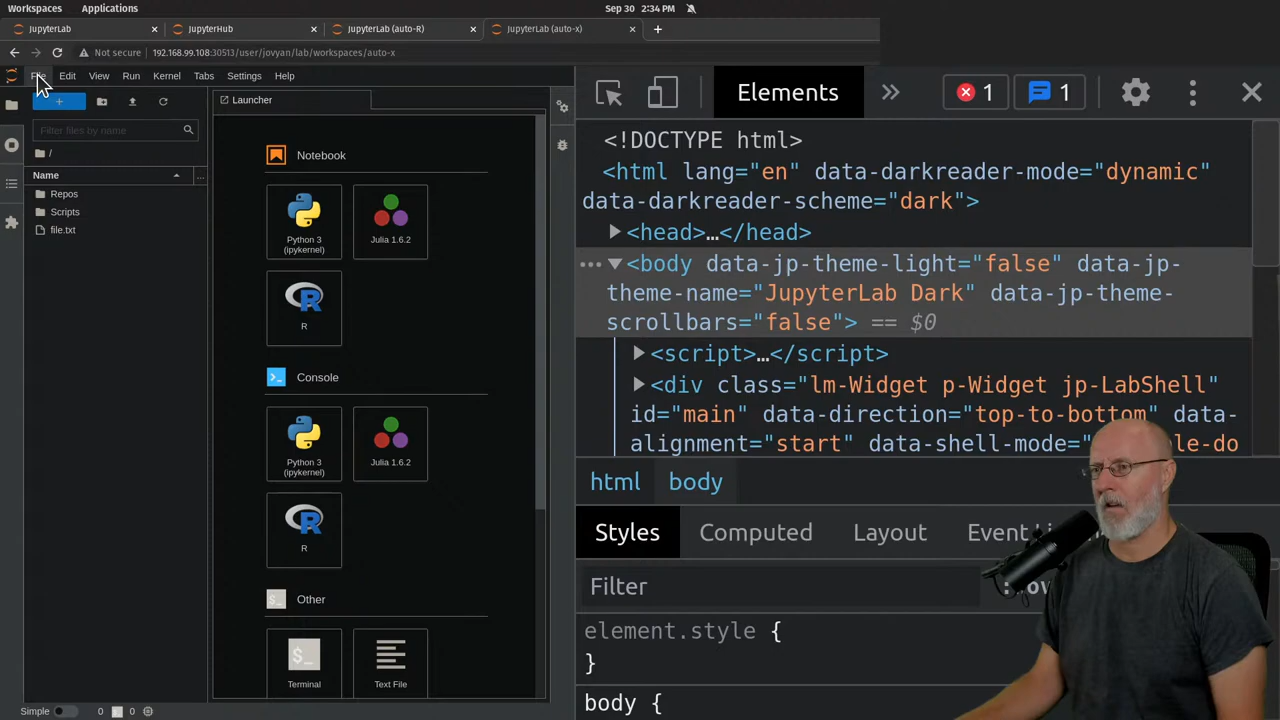 Workspaces Applications Sep 30 2:34 PM
JupyterLab JupyterHub JupyterLab (auto-R) JupyterLab (auto-x)
Not secure 192.168.99.108:30513/user/jovyan/lab/workspaces/auto-x
File Edit View Run Kernel Tabs Settings Help
Launcher
Filter files by name
/
Name
Repos
Scripts
file.txt
Notebook
Python 3
(ipykernel)
Julia 1.6.2
R
Console
Python 3
(ipykernel)
Julia 1.6.2
R
Other
$_
Terminal
Text File
Simple 0 0
Elements 1 1
<!DOCTYPE html>
<html lang="en" data-darkreader-mode="dynamic"
data-darkreader-scheme="dark">
<head>…</head>
<body data-jp-theme-light="false" data-jp-
theme-name="JupyterLab Dark" data-jp-theme-
scrollbars="false"> == $0
<script>…</script>
<div class="lm-Widget p-Widget jp-LabShell"
id="main" data-direction="top-to-bottom" data-
alignment="start" data-shell-mode=
html body
Styles Computed Layout Event
Filter
element.style {
}
body {